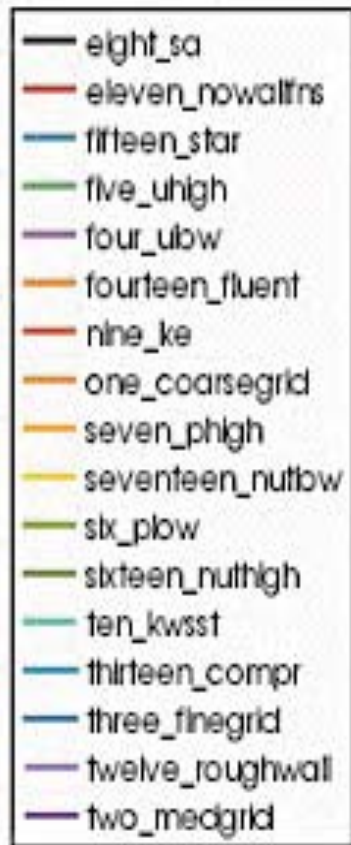 eight_sa
eleven_nowallfns
fifteen_star
five_uhigh
four_ulow
fourteen_fluent
nine_ke
one_coarsegrid
seven_phigh
seventeen_nutlow
six_plow
sixteen_nuthigh
ten_kwsst
thirteen_compr
three_finegrid
twelve_roughwall
two_medgrid